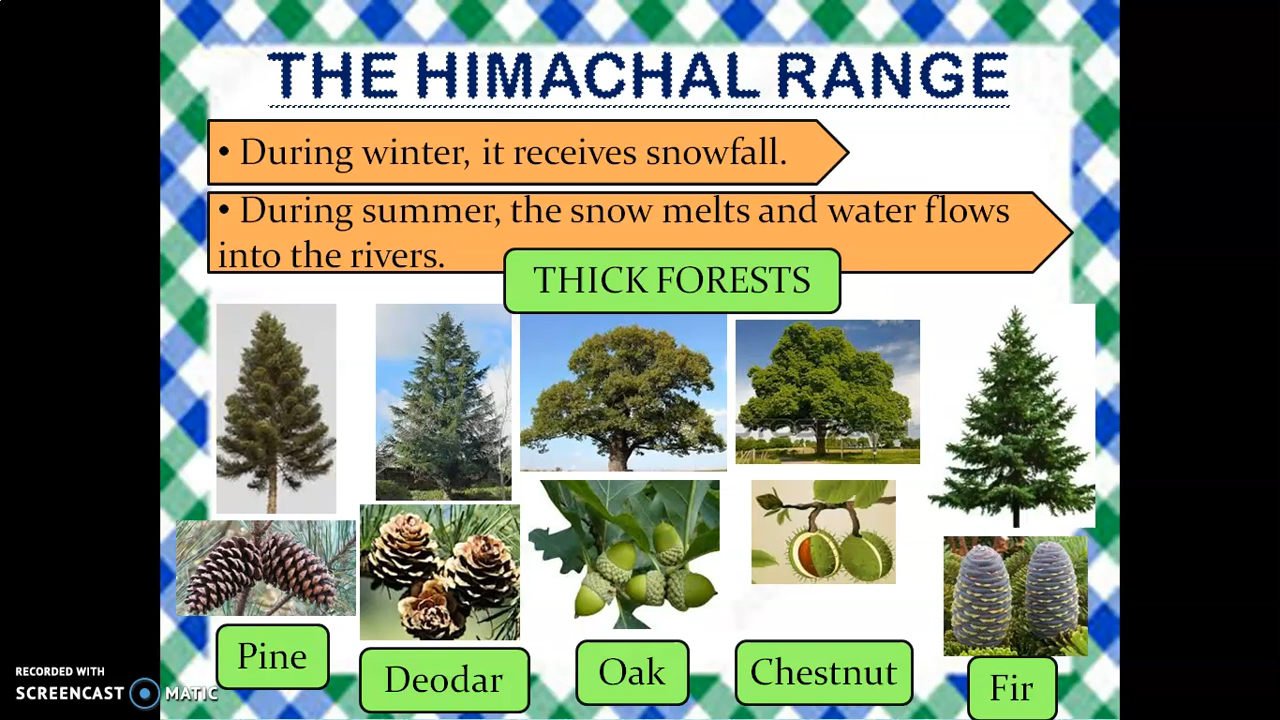 THE HIMACHAL RANGE
• During winter, it receives snowfall.
• During summer, the snow melts and water flows
into the rivers.
THICK FORESTS
Pine
Deodar
Oak
Chestnut
Fir
RECORDED WITH
SCREENCAST MATIC